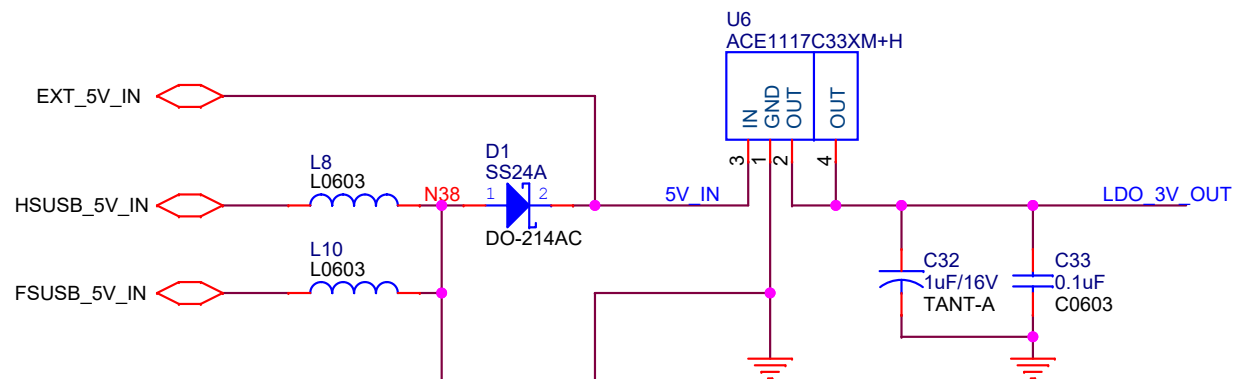 U6
ACE1117C33XM+H
EXT_5V_IN
IN
GND
OUT
OUT
3
1
2
4
L8
L0603
D1
SS24A
HSUSB_5V_IN
N38
1
2
5V_IN
LDO_3V_OUT
DO-214AC
L10
L0603
FSUSB_5V_IN
C32
1uF/16V
TANT-A
C33
0.1uF
C0603